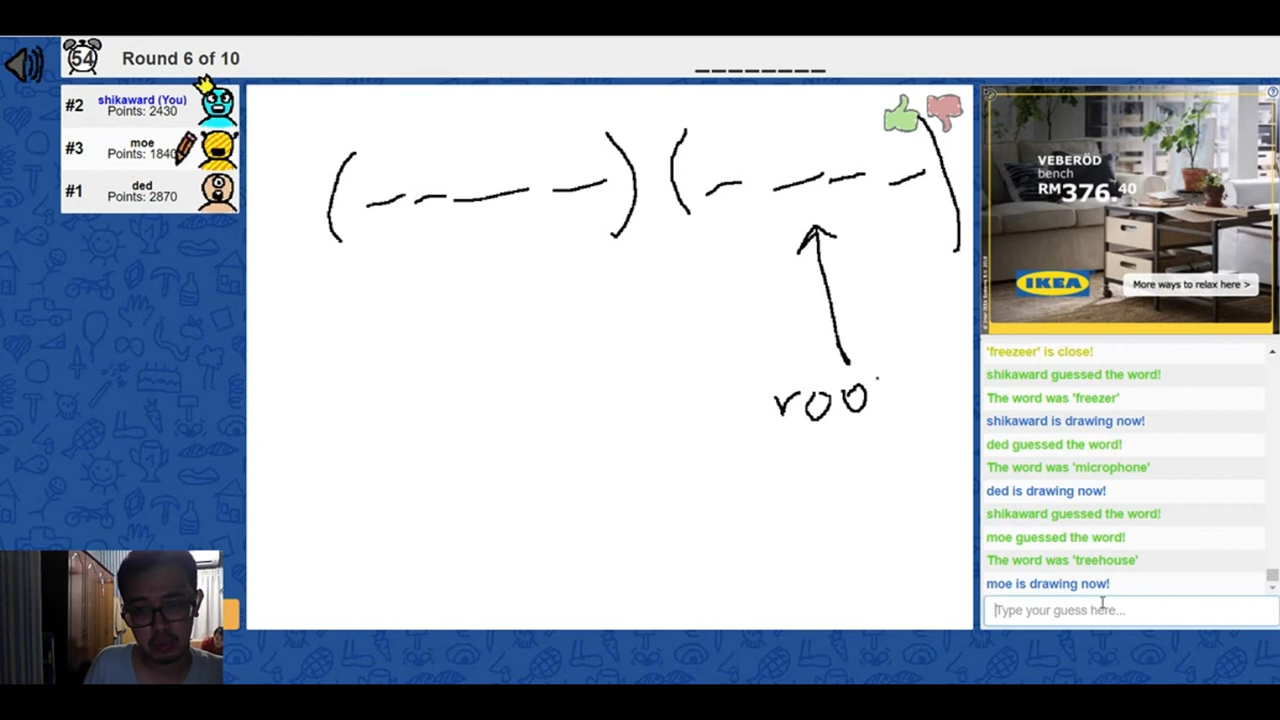 54
Round 6 of 10
________
#2 shikaward (You)
Points: 2430
#3 moe
Points: 1840
#1 ded
Points: 2870
roo
VEBERÖD
bench
RM376.40
IKEA
More ways to relax here >
'freezeer' is close!
shikaward guessed the word!
The word was 'freezer'
shikaward is drawing now!
ded guessed the word!
The word was 'microphone'
ded is drawing now!
shikaward guessed the word!
moe guessed the word!
The word was 'treehouse'
moe is drawing now!
Type your guess here...